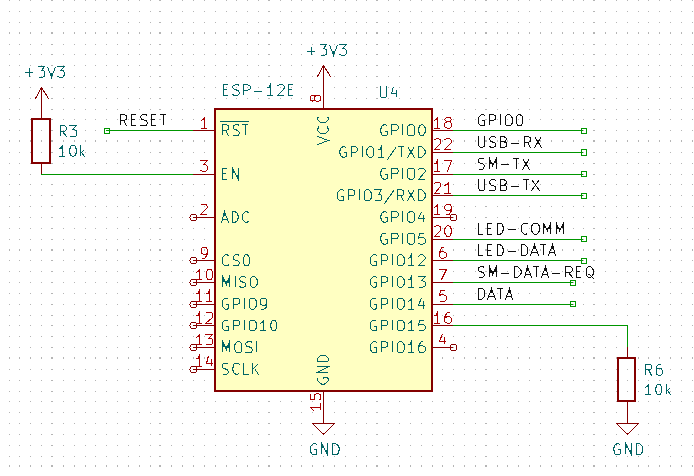 +3V3
+3V3
ESP-12E
U4
R3
10k
RESET
1
RST
3
EN
2
ADC
9
CS0
10
MISO
11
GPIO9
12
GPIO10
13
MOSI
14
SCLK
8
VCC
GND
15
GND
GPIO0
18
GPIO0
GPIO1/TXD
22
USB-RX
GPIO2
17
SM-TX
GPIO3/RXD
21
USB-TX
GPIO4
19
GPIO5
20
LED-COMM
GPIO12
6
LED-DATA
GPIO13
7
SM-DATA-REQ
GPIO14
5
DATA
GPIO15
16
GPIO16
4
R6
10k
GND